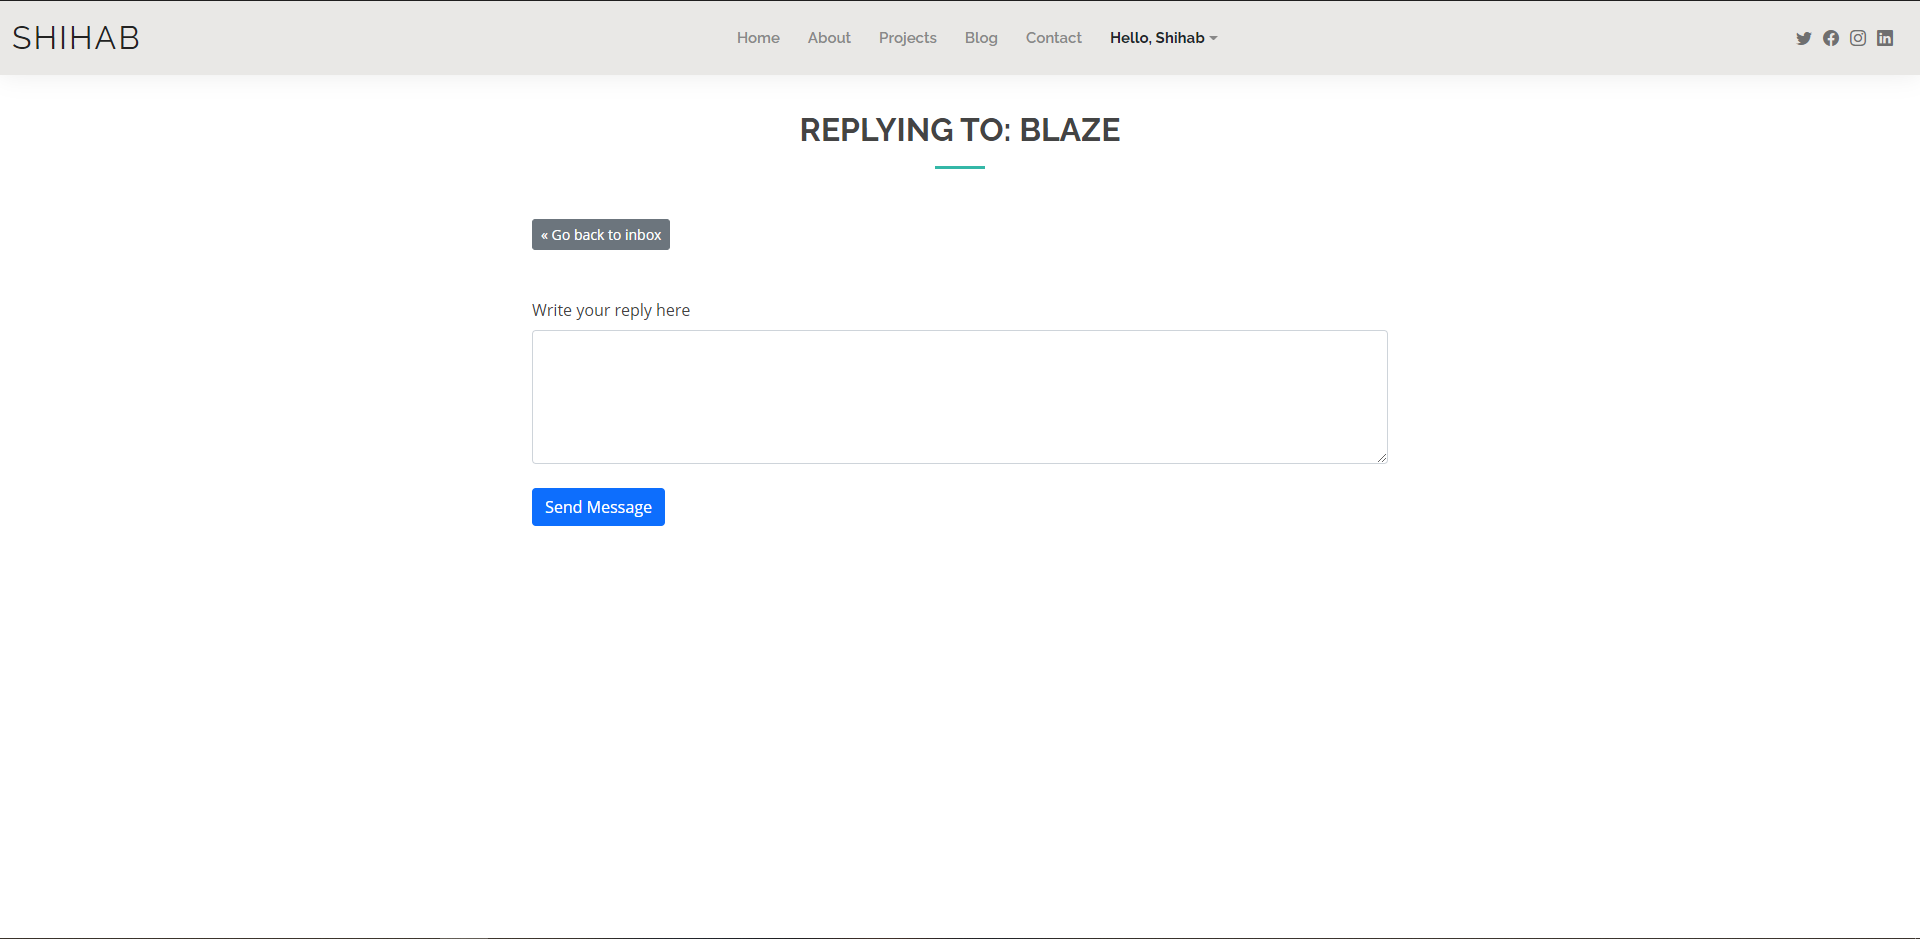 SHIHAB
Home About Projects Blog Contact Hello, Shihab
REPLYING TO: BLAZE
« Go back to inbox
Write your reply here
Send Message